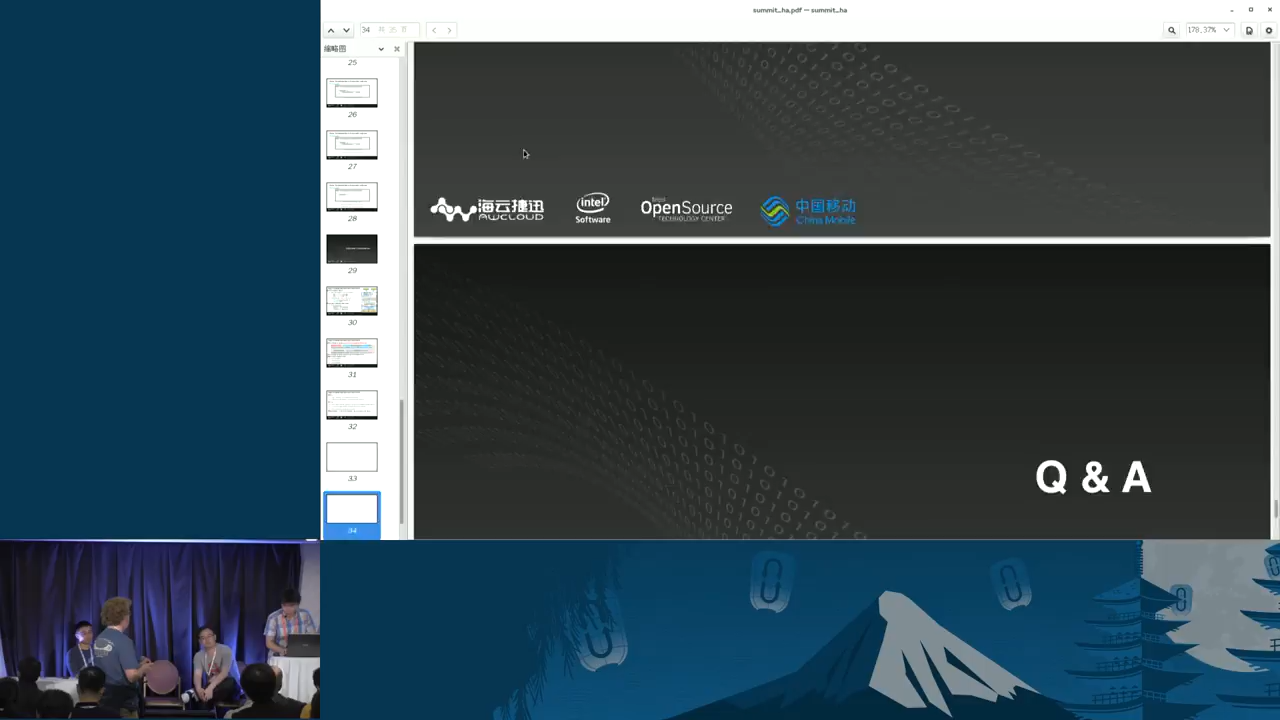 summit_ha.pdf — summit_ha
34
178.37%
缩略图
25
26
27
28
29
30
31
32
33
34
海云捷迅
AWCLOUD
intel
Software
OpenSource
TECHNOLOGY CENTER
中国移动
China Mobile
Q & A